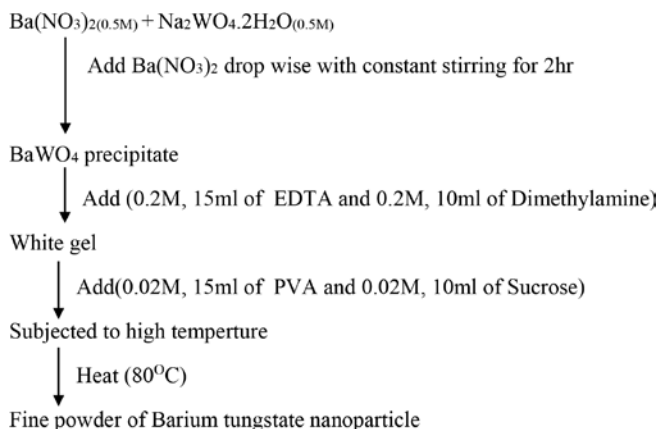 Ba(NO₃)₂(0.5M) + Na₂WO₄.2H₂O(0.5M)
Add Ba(NO₃)₂ drop wise with constant stirring for 2hr
BaWO₄ precipitate
Add (0.2M, 15ml of EDTA and 0.2M, 10ml of Dimethylamine)
White gel
Add(0.02M, 15ml of PVA and 0.02M, 10ml of Sucrose)
Subjected to high temperture
Heat (80⁰C)
Fine powder of Barium tungstate nanoparticle